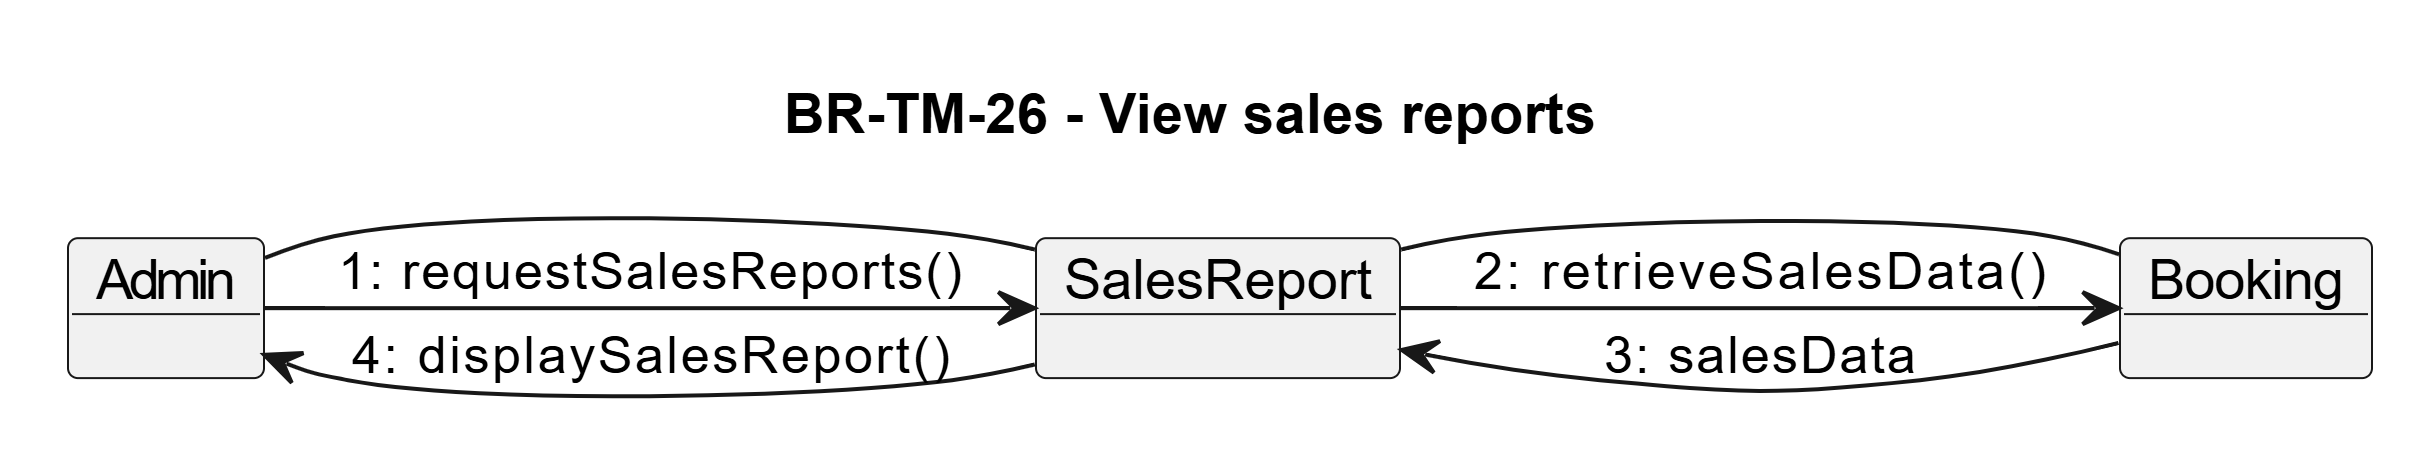 BR-TM-26 - View sales reports
Admin
1: requestSalesReports()
4: displaySalesReport()
SalesReport
2: retrieveSalesData()
3: salesData
Booking